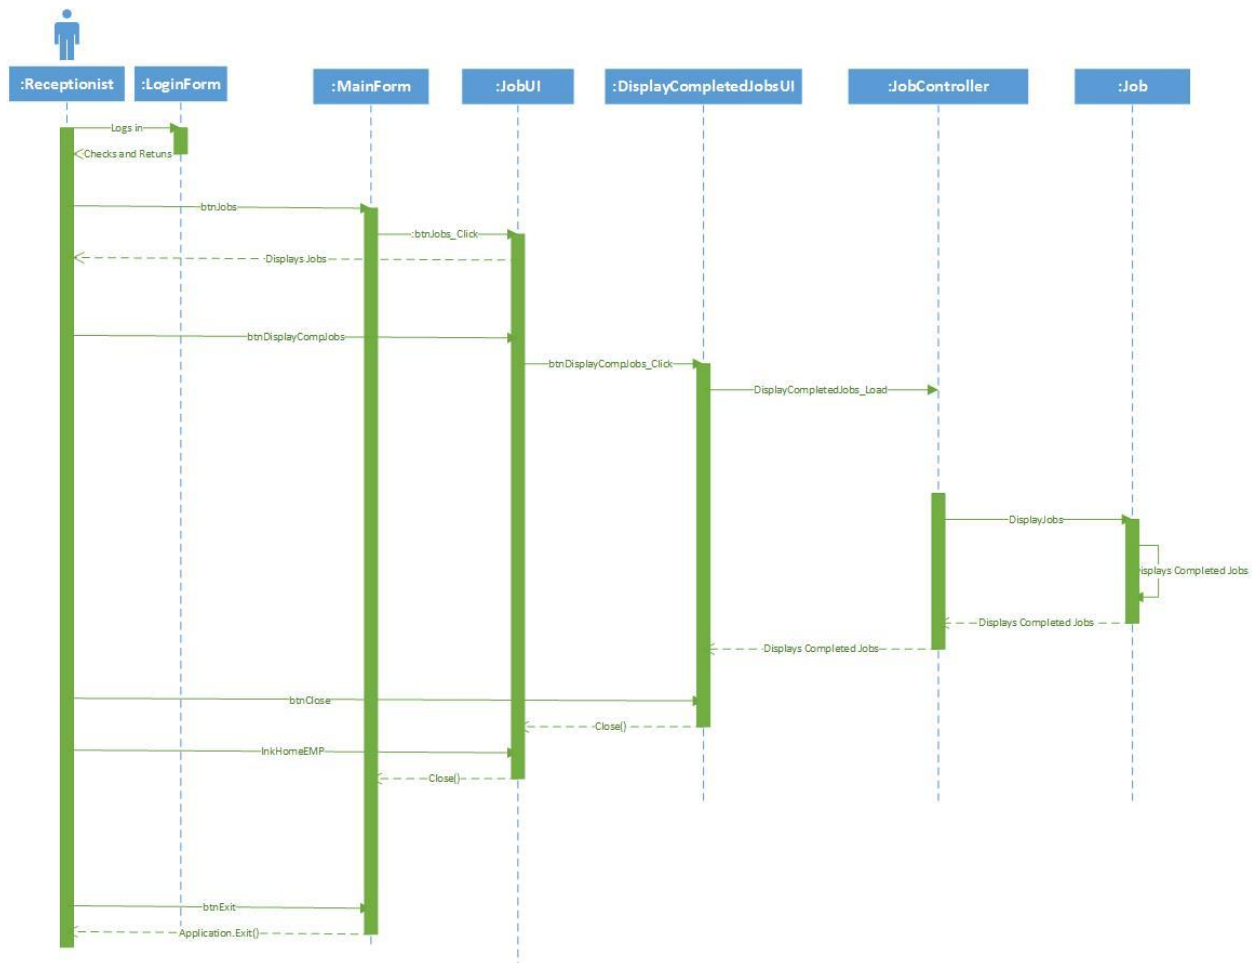 :Receptionist
:LoginForm
:MainForm
:JobUI
:DisplayCompletedJobsUI
:JobController
:Job
Logs in
Checks and Retuns
btnJobs
:btnJobs_Click
Displays Jobs
btnDisplayCompJobs
btnDisplayCompJobs_Click
DisplayCompletedJobs_Load
DisplayJobs
isplays Completed Jobs
Displays Completed Jobs
Displays Completed Jobs
btnClose
Close()
lnkHomeEMP
Close()
btnExit
Application.Exit()